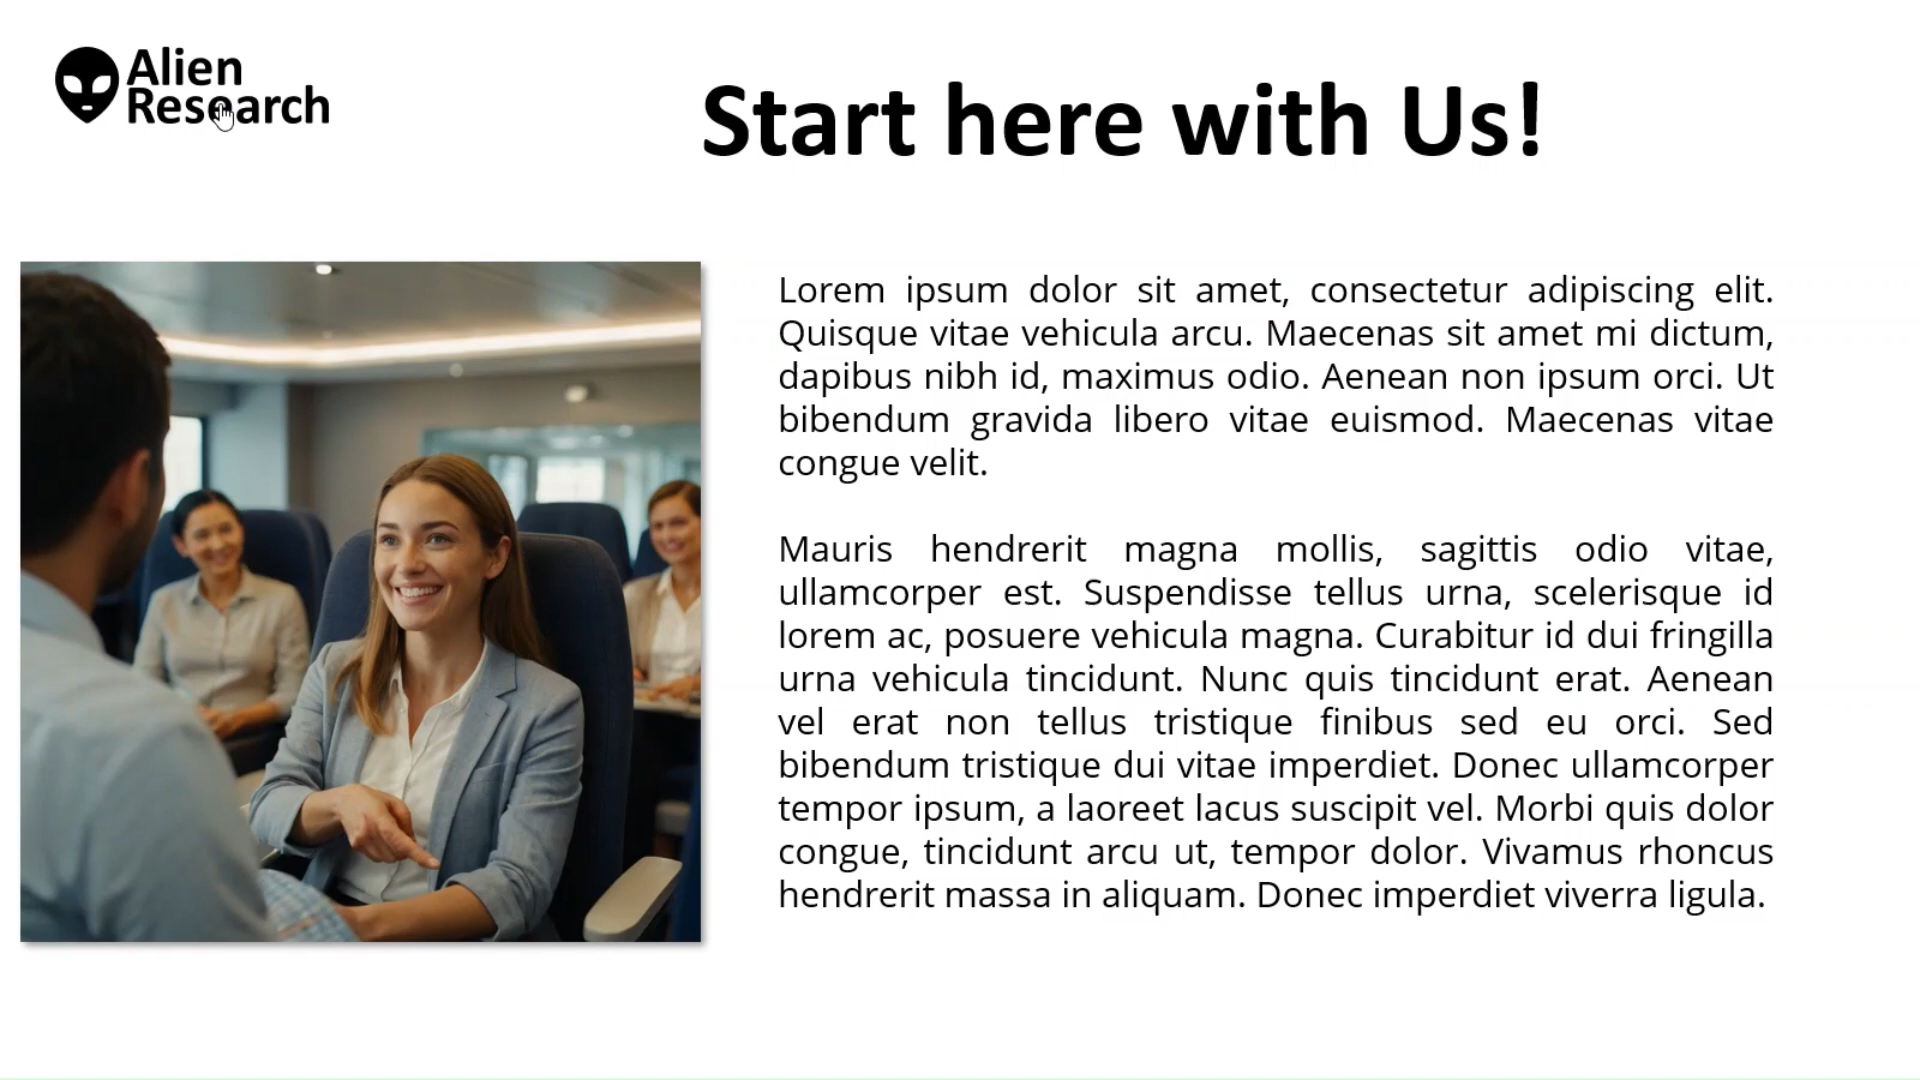 Alien
Research
Start here with Us!
Lorem ipsum dolor sit amet, consectetur adipiscing elit.
Quisque vitae vehicula arcu. Maecenas sit amet mi dictum,
dapibus nibh id, maximus odio. Aenean non ipsum orci. Ut
bibendum gravida libero vitae euismod. Maecenas vitae
congue velit.
Mauris hendrerit magna mollis, sagittis odio vitae,
ullamcorper est. Suspendisse tellus urna, scelerisque id
lorem ac, posuere vehicula magna. Curabitur id dui fringilla
urna vehicula tincidunt. Nunc quis tincidunt erat. Aenean
vel erat non tellus tristique finibus sed eu orci. Sed
bibendum tristique dui vitae imperdiet. Donec ullamcorper
tempor ipsum, a laoreet lacus suscipit vel. Morbi quis dolor
congue, tincidunt arcu ut, tempor dolor. Vivamus rhoncus
hendrerit massa in aliquam. Donec imperdiet viverra ligula.